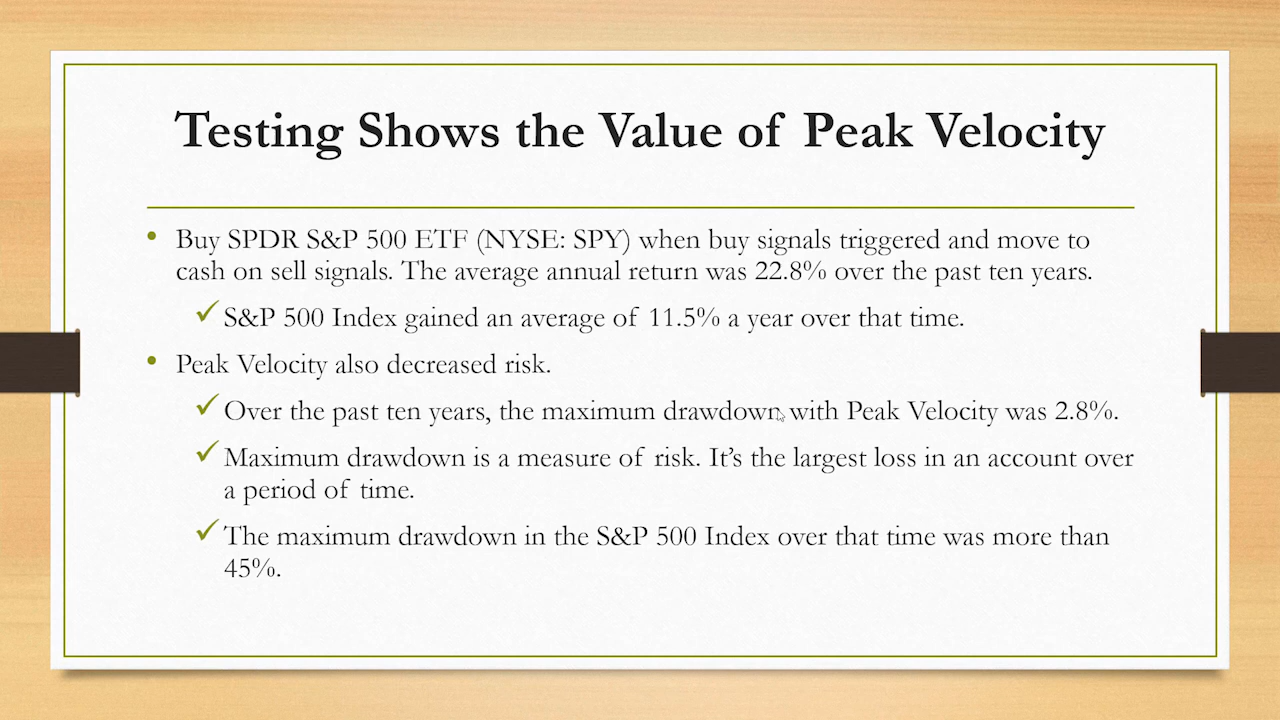 Testing Shows the Value of Peak Velocity
• Buy SPDR S&P 500 ETF (NYSE: SPY) when buy signals triggered and move to
cash on sell signals. The average annual return was 22.8% over the past ten years.
✓ S&P 500 Index gained an average of 11.5% a year over that time.
• Peak Velocity also decreased risk.
✓ Over the past ten years, the maximum drawdown with Peak Velocity was 2.8%.
✓ Maximum drawdown is a measure of risk. It’s the largest loss in an account over
a period of time.
✓ The maximum drawdown in the S&P 500 Index over that time was more than
45%.